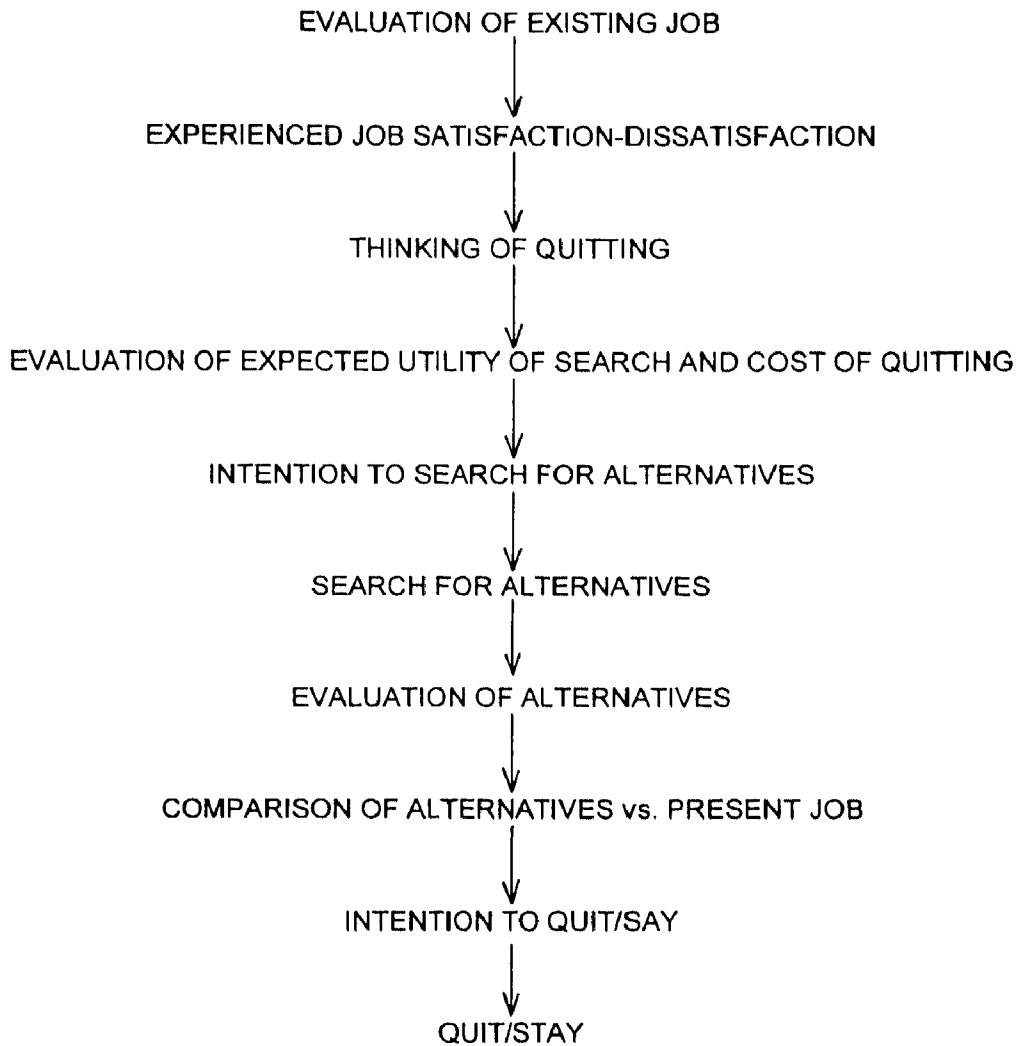 EVALUATION OF EXISTING JOB
EXPERIENCED JOB SATISFACTION-DISSATISFACTION
THINKING OF QUITTING
EVALUATION OF EXPECTED UTILITY OF SEARCH AND COST OF QUITTING
INTENTION TO SEARCH FOR ALTERNATIVES
SEARCH FOR ALTERNATIVES
EVALUATION OF ALTERNATIVES
COMPARISON OF ALTERNATIVES vs. PRESENT JOB
INTENTION TO QUIT/SAY
QUIT/STAY